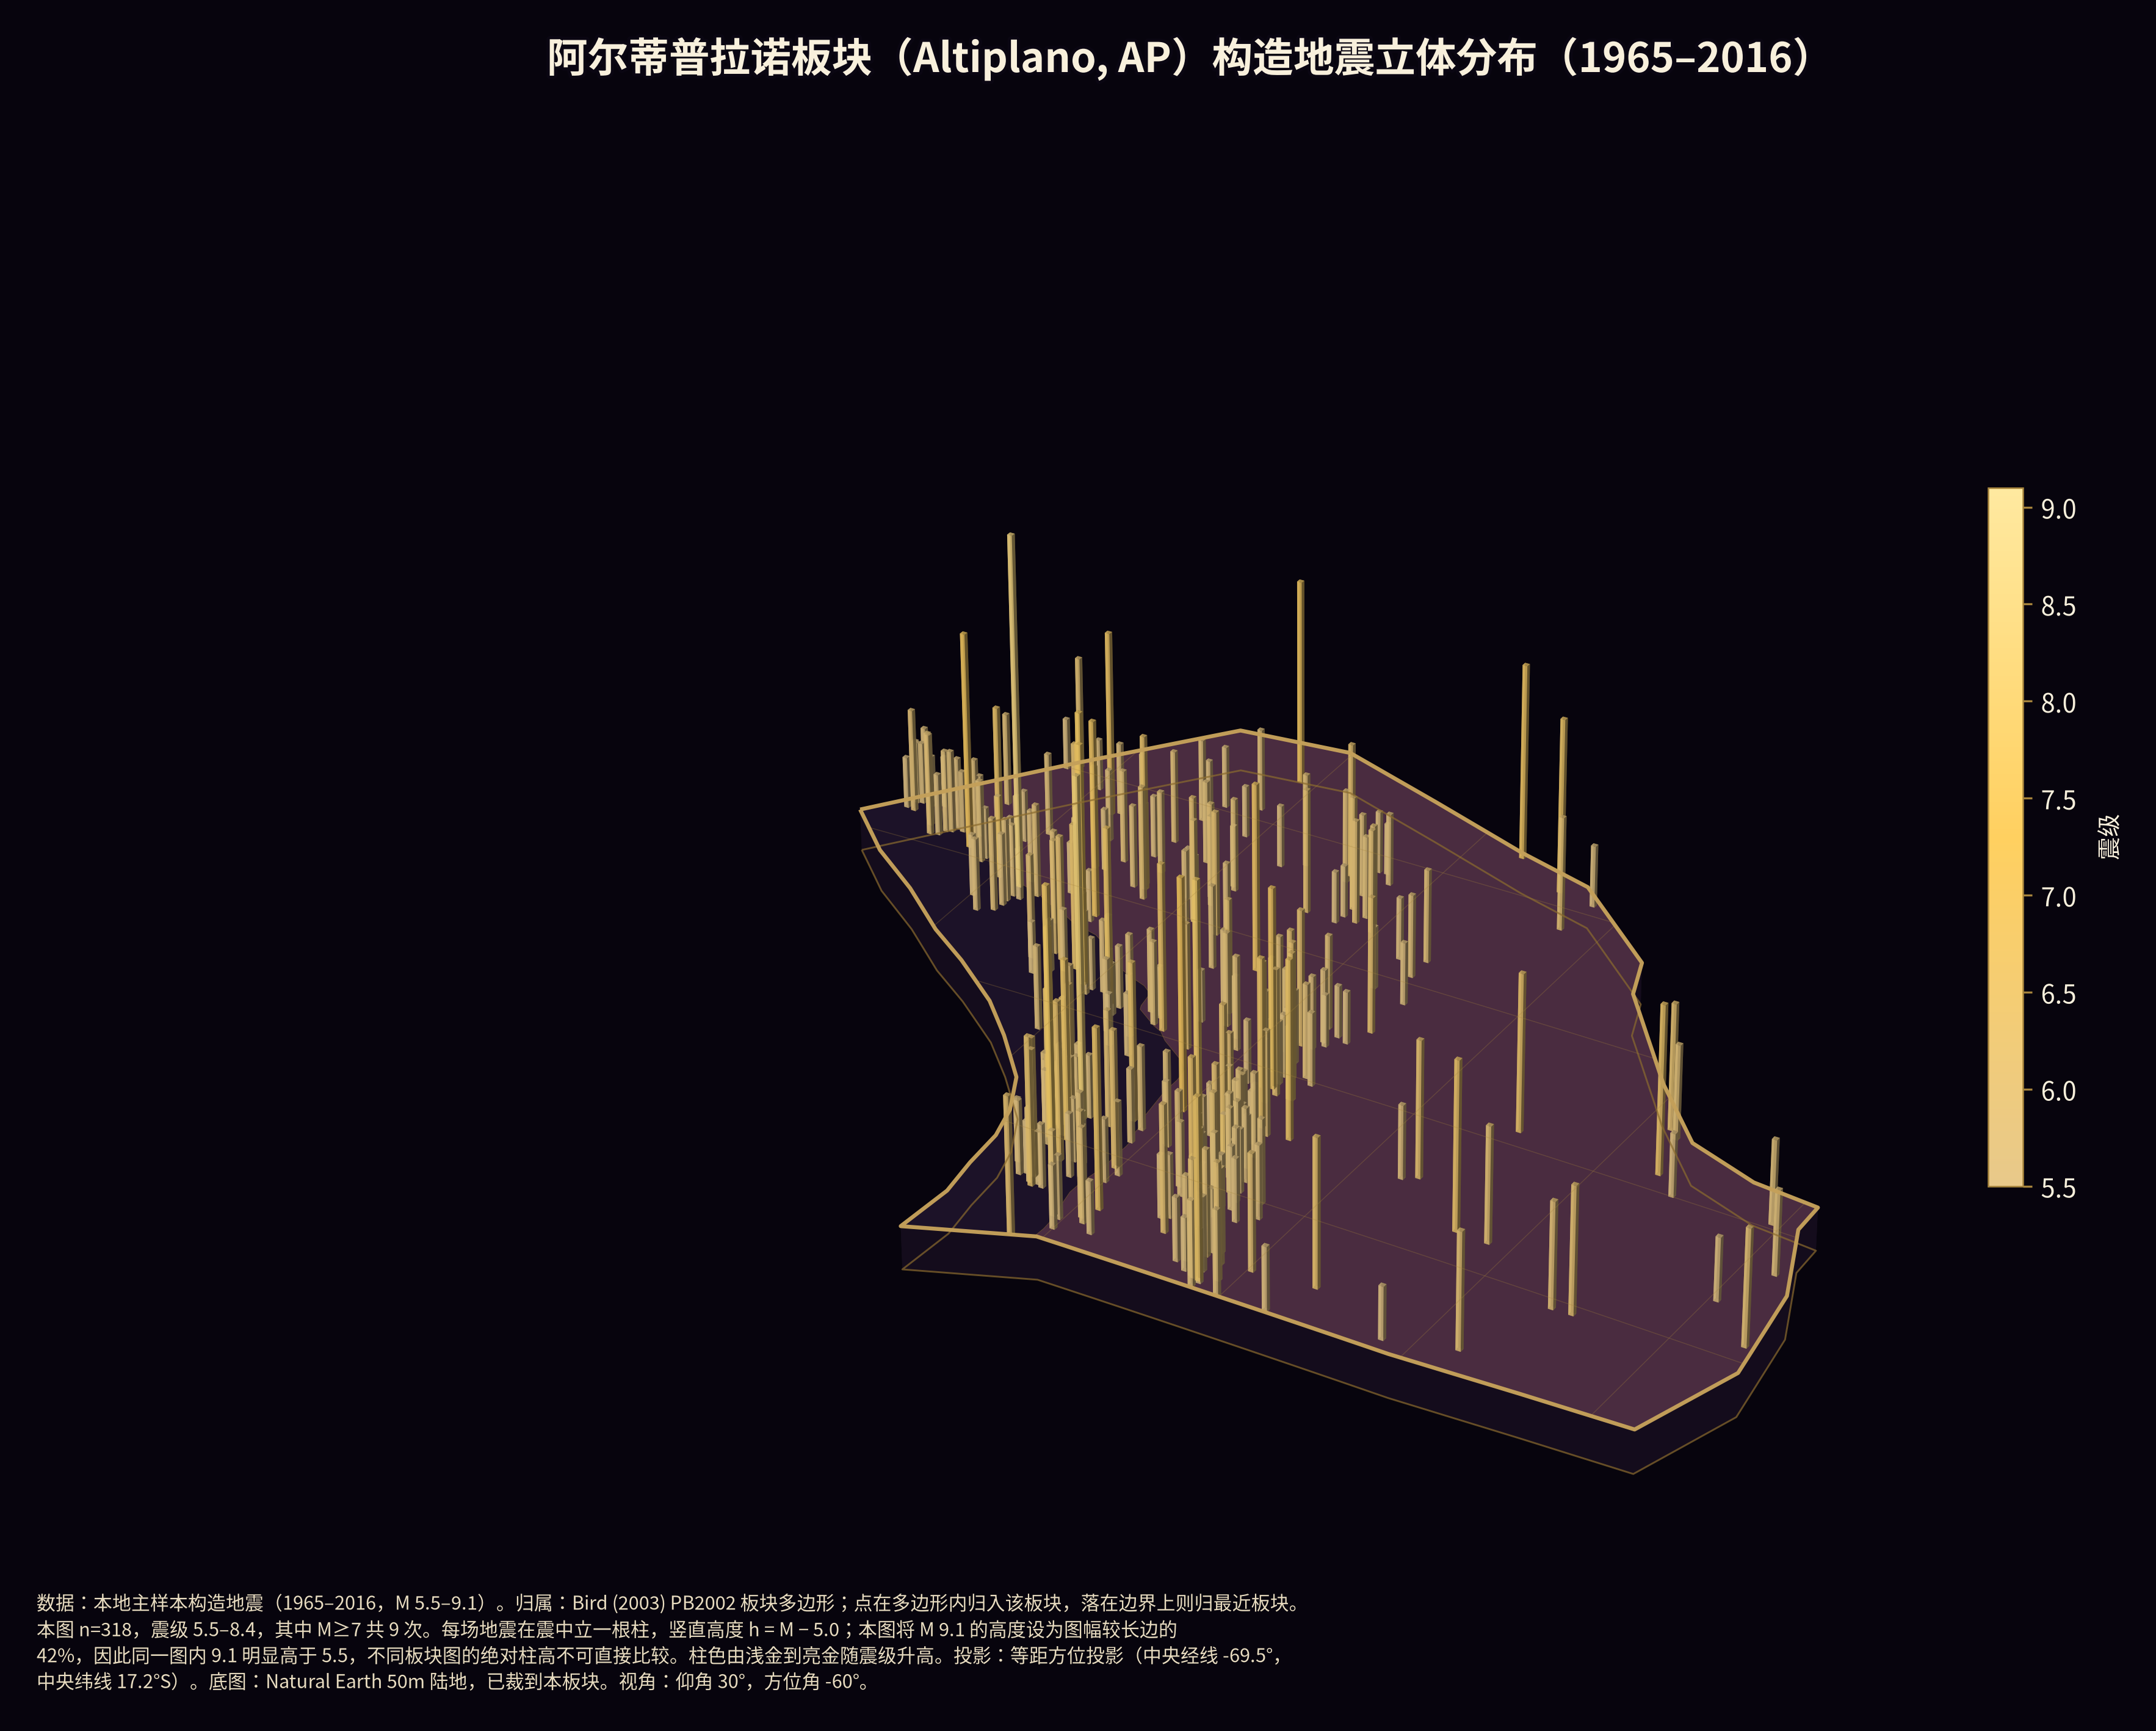 阿尔蒂普拉诺板块（Altiplano, AP）构造地震立体分布（1965–2016）
9.0
8.5
8.0
7.5
7.0
6.5
6.0
5.5
震级
数据：本地主样本构造地震（1965–2016，M 5.5–9.1）。归属：Bird (2003) PB2002 板块多边形；点在多边形内归入该板块，落在边界上则归最近板块。
本图 n=318，震级 5.5–8.4，其中 M≥7 共 9 次。每场地震在震中立一根柱，竖直高度 h = M − 5.0；本图将 M 9.1 的高度设为图幅较长边的
42%，因此同一图内 9.1 明显高于 5.5，不同板块图的绝对柱高不可直接比较。柱色由浅金到亮金随震级升高。投影：等距方位投影（中央经线 -69.5°，
中央纬线 17.2°S）。底图：Natural Earth 50m 陆地，已裁到本板块。视角：仰角 30°，方位角 -60°。